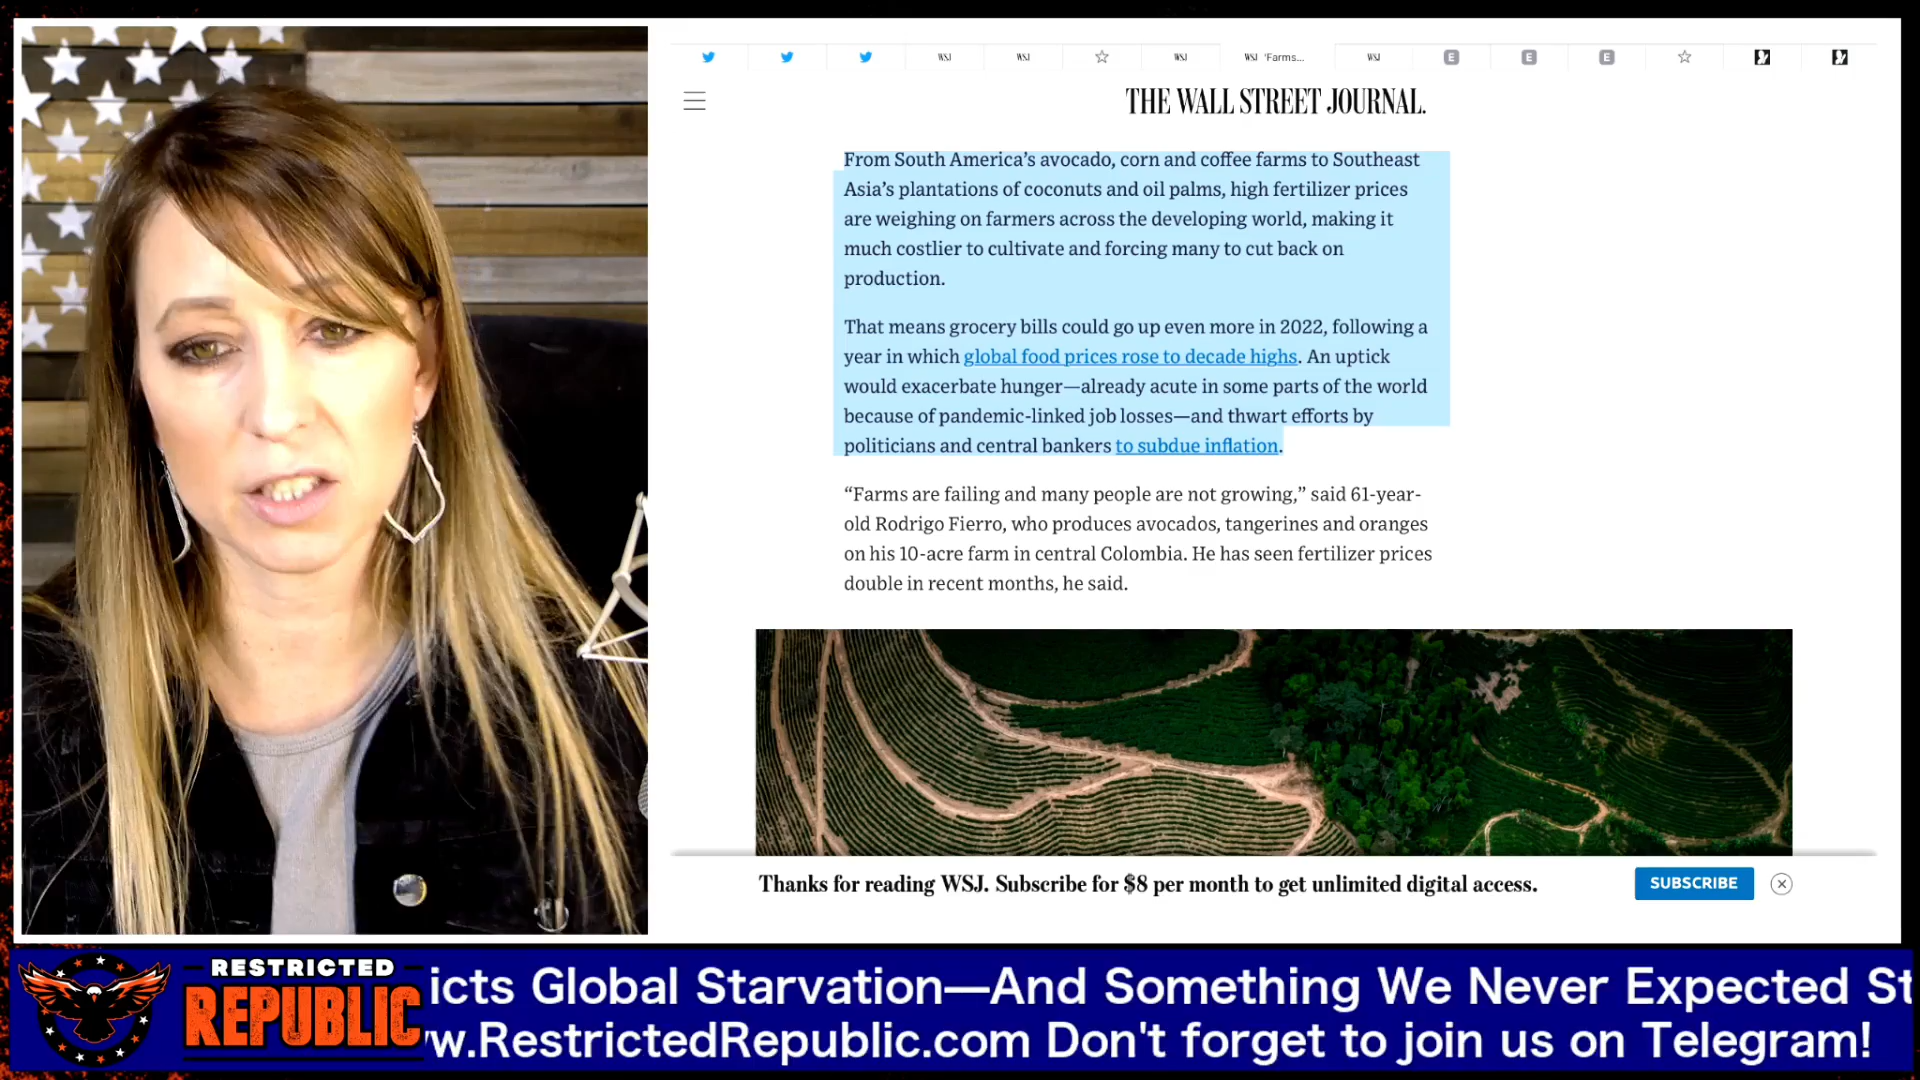 WSJ
WSJ
WSJ
WSJ 'Farms...
WSJ
E
E
E
THE WALL STREET JOURNAL.
From South America’s avocado, corn and coffee farms to Southeast
Asia’s plantations of coconuts and oil palms, high fertilizer prices
are weighing on farmers across the developing world, making it
much costlier to cultivate and forcing many to cut back on
production.
That means grocery bills could go up even more in 2022, following a
year in which global food prices rose to decade highs. An uptick
would exacerbate hunger—already acute in some parts of the world
because of pandemic-linked job losses—and thwart efforts by
politicians and central bankers to subdue inflation.
“Farms are failing and many people are not growing,” said 61-year-
old Rodrigo Fierro, who produces avocados, tangerines and oranges
on his 10-acre farm in central Colombia. He has seen fertilizer prices
double in recent months, he said.
Thanks for reading WSJ. Subscribe for $8 per month to get unlimited digital access.
SUBSCRIBE
RESTRICTED
REPUBLIC
icts Global Starvation—And Something We Never Expected St
w.RestrictedRepublic.com Don't forget to join us on Telegram!